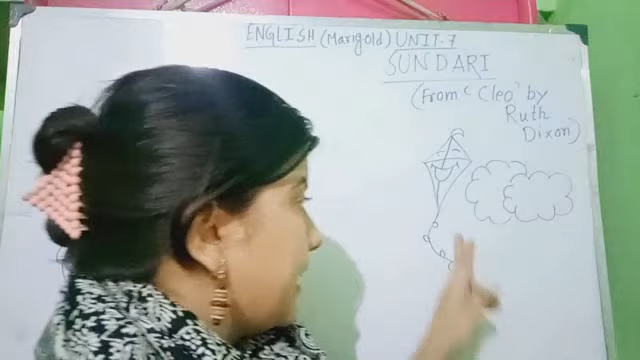 ENGLISH (Marigold) UNIT-7
SUNDARI
(From 'Cleo' by
Ruth
Dixon)